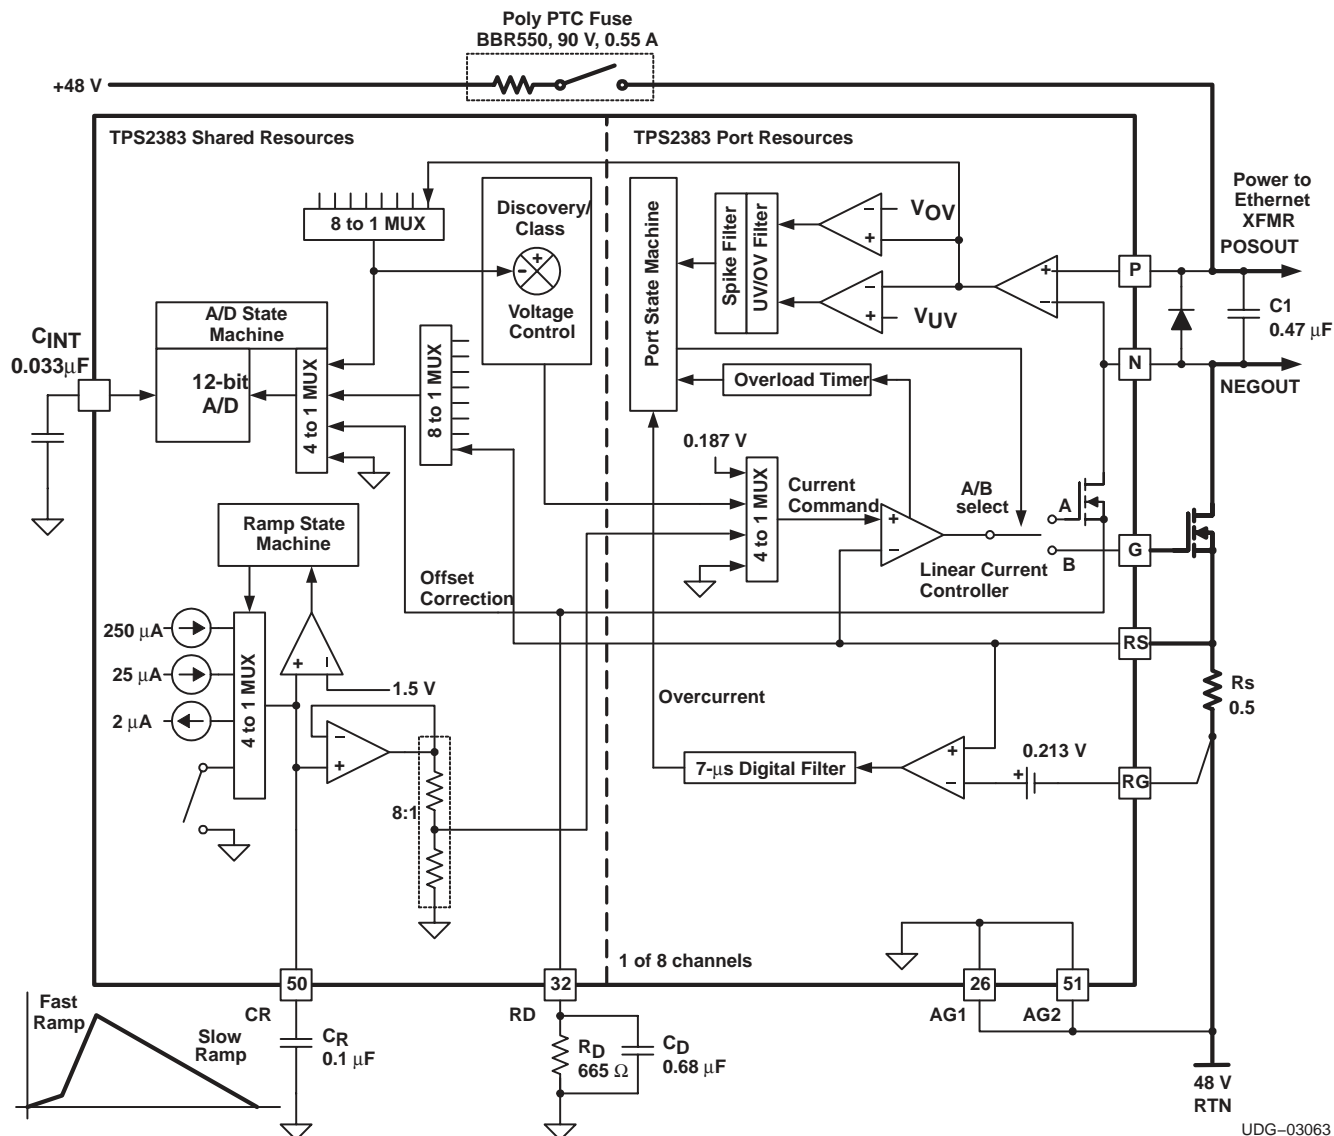 Poly PTC Fuse
BBR550, 90 V, 0.55 A
+48 V
TPS2383 Shared Resources
TPS2383 Port Resources
8 to 1 MUX
Discovery/
Class
+
−
Voltage
Control
Port State Machine
Spike Filter
UV/OV Filter
−
+
VOV
−
+
VUV
+
−
P
N
Power to
Ethernet
XFMR
POSOUT
C1
0.47 μF
NEGOUT
A/D State
Machine
CINT
0.033μF
12-bit
A/D
4 to 1 MUX
8 to 1 MUX
Overload Timer
0.187 V
4 to 1 MUX
Current
Command
+
−
A/B
select
A
B
G
Linear Current
Controller
Ramp State
Machine
Offset
Correction
250 μA
25 μA
2 μA
4 to 1 MUX
+
−
1.5 V
−
+
8:1
RS
Rs
0.5
Overcurrent
7-μs Digital Filter
+
−
+
0.213 V
RG
1 of 8 channels
50
32
26
51
CR
RD
AG1
AG2
Fast
Ramp
Slow
Ramp
CR
0.1 μF
RD
665 Ω
CD
0.68 μF
48 V
RTN
UDG−03063